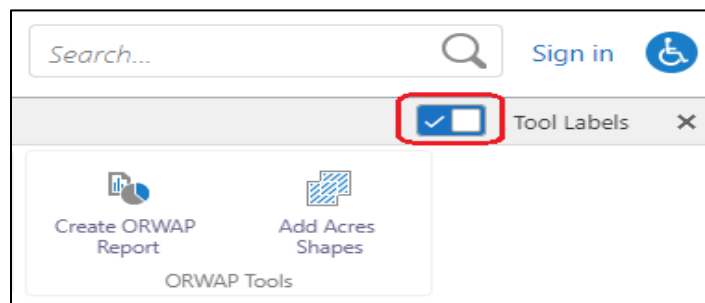 Search...
Sign in
Tool Labels
Create ORWAP
Report
Add Acres
Shapes
ORWAP Tools